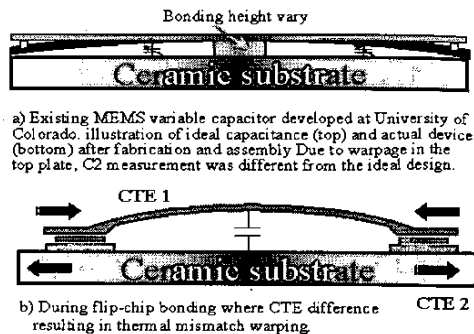 Bonding height vary
Ceramic substrate
a) Existing MEMS variable capacitor developed at University of
Colorado. illustration of ideal capacitance (top) and actual device
(bottom) after fabrication and assembly Due to warpage in the
top plate, C2 measurement was different from the ideal design.
CTE 1
Ceramic substrate
CTE 2
b) During flip-chip bonding where CTE difference
resulting in thermal mismatch warping.